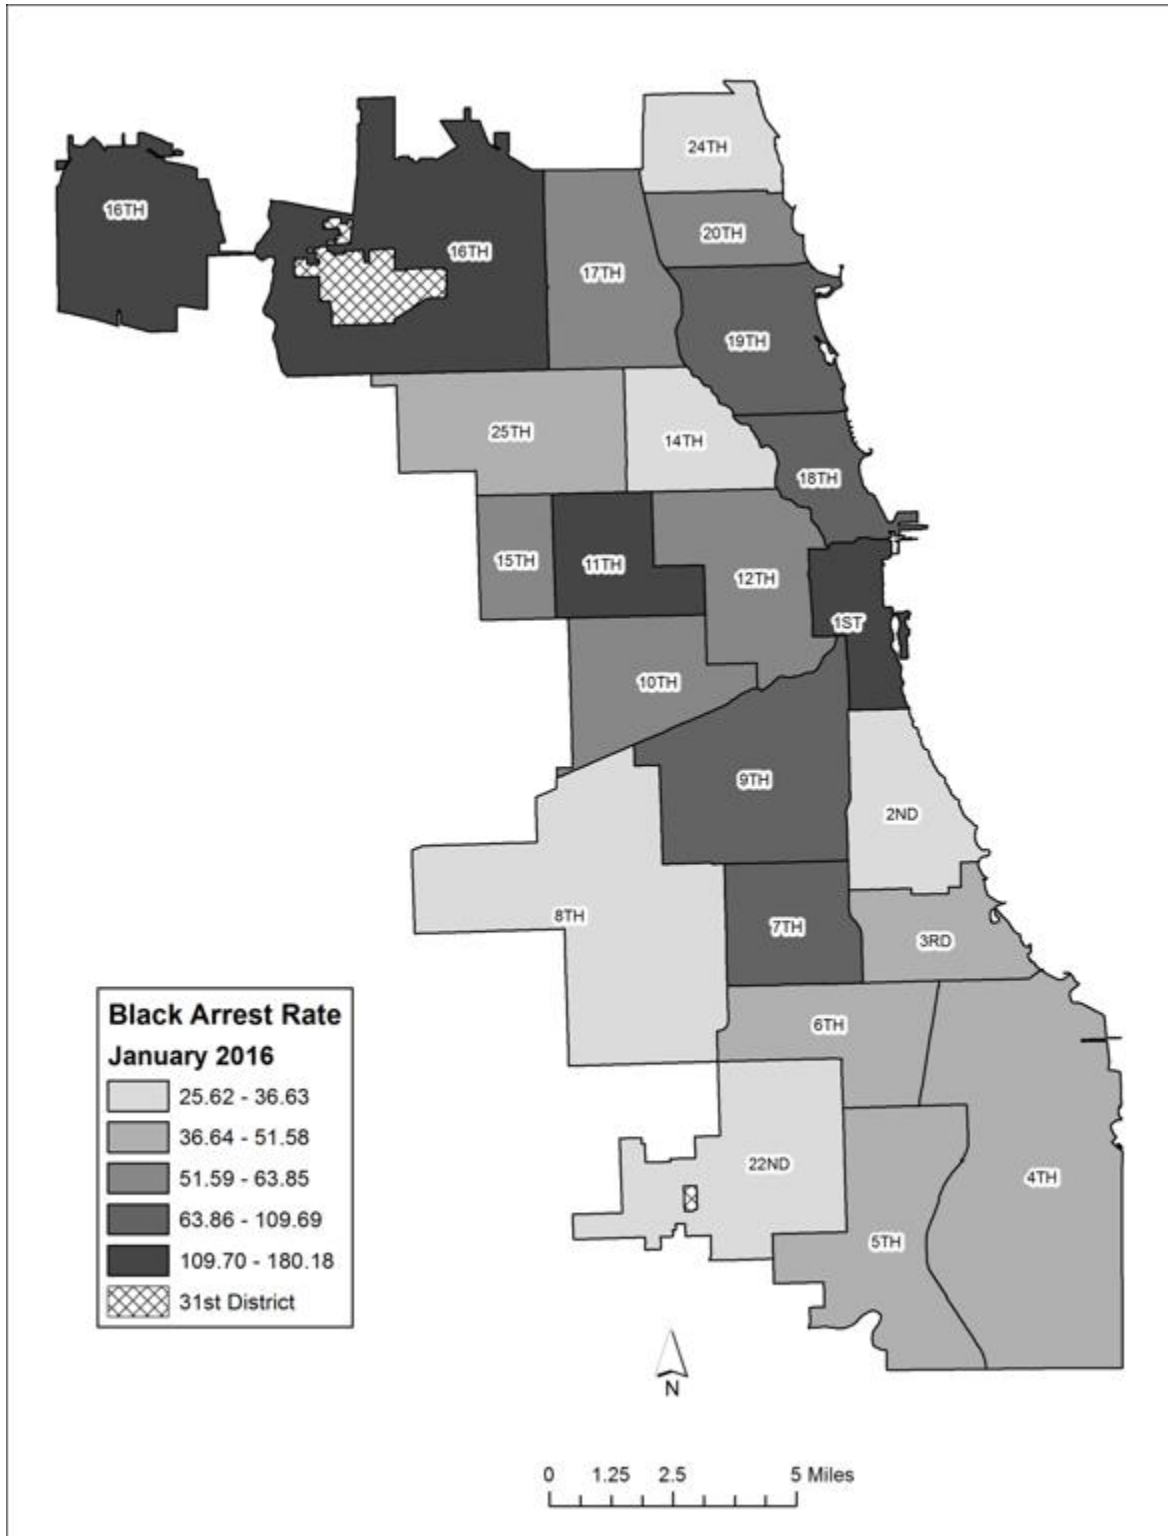 24TH
16TH
20TH
16TH
17TH
19TH
25TH
14TH
18TH
15TH
11TH
12TH
1ST
10TH
9TH
2ND
8TH
7TH
3RD
6TH
22ND
4TH
5TH
Black Arrest Rate
January 2016
25.62 - 36.63
36.64 - 51.58
51.59 - 63.85
63.86 - 109.69
109.70 - 180.18
31st District
N
0 1.25 2.5 5 Miles